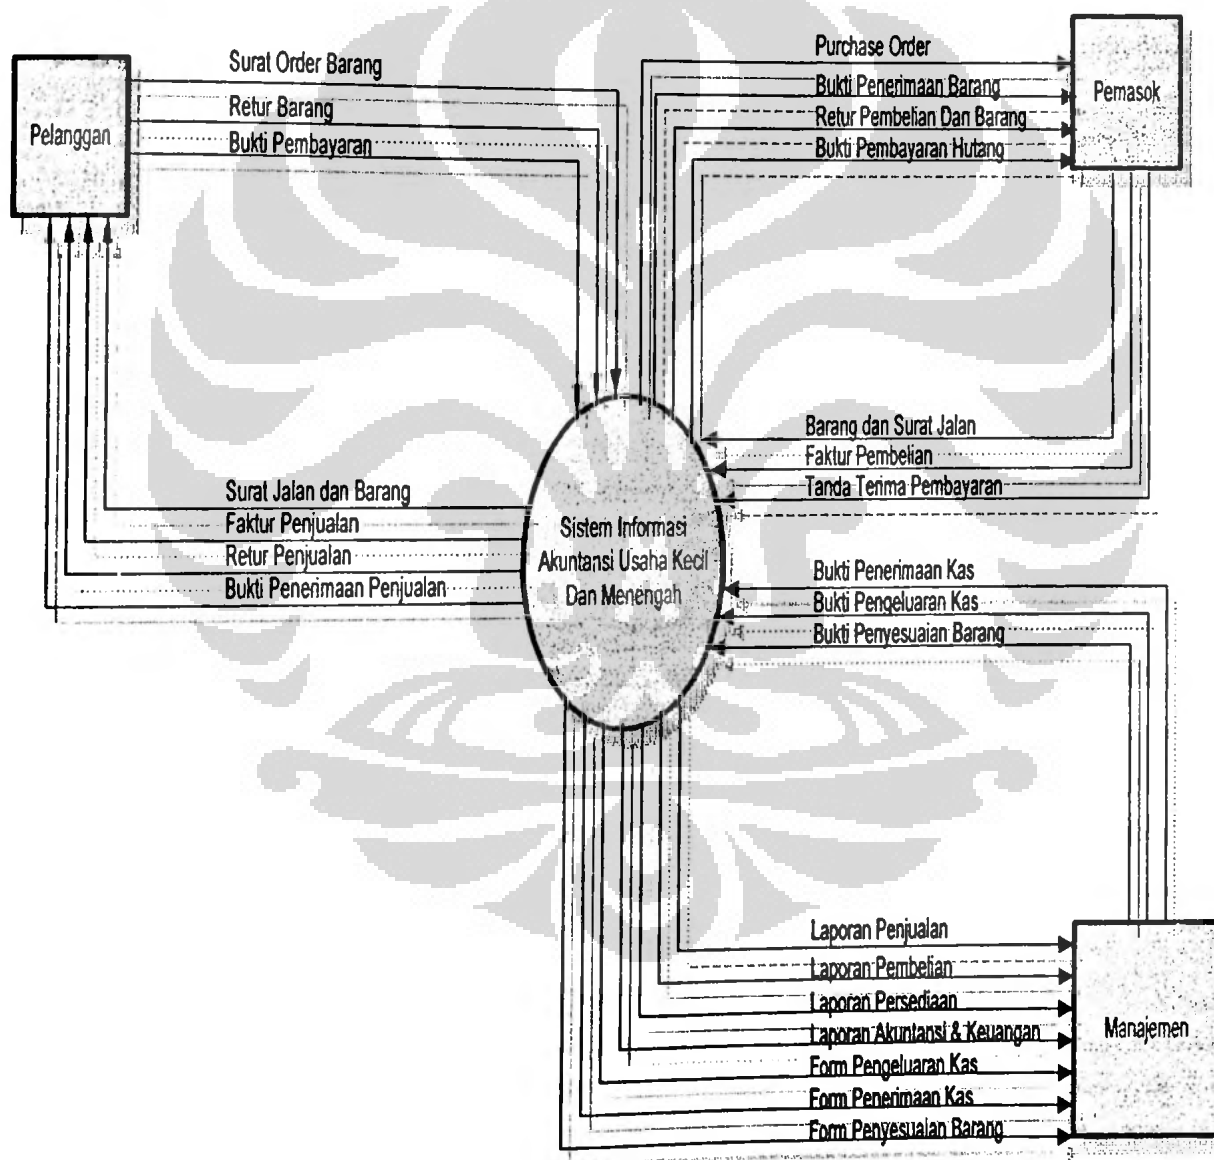 Pelanggan
Surat Order Barang
Retur Barang
Bukti Pembayaran
Purchase Order
Bukti Penerimaan Barang
Retur Pembelian Dan Barang
Bukti Pembayaran Hutang
Pemasok
Barang dan Surat Jalan
Faktur Pembelian
Tanda Terima Pembayaran
Surat Jalan dan Barang
Faktur Penjualan
Retur Penjualan
Bukti Penerimaan Penjualan
Sistem Informasi
Akuntansi Usaha Kecil
Dan Menengah
Bukti Penerimaan Kas
Bukti Pengeluaran Kas
Bukti Penyesuaian Barang
Laporan Penjualan
Laporan Pembelian
Laporan Persediaan
Laporan Akuntansi & Keuangan
Form Pengeluaran Kas
Form Penerimaan Kas
Form Penyesuaian Barang
Manajemen